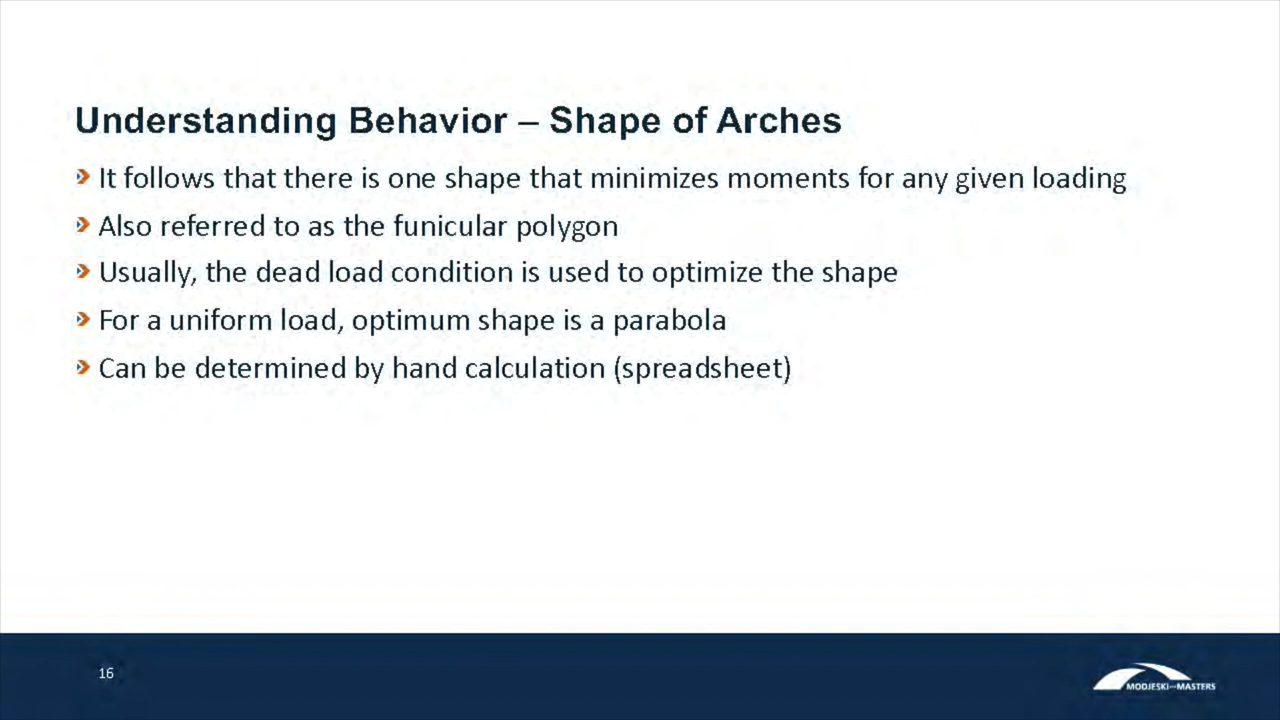 Understanding Behavior – Shape of Arches
It follows that there is one shape that minimizes moments for any given loading
Also referred to as the funicular polygon
Usually, the dead load condition is used to optimize the shape
For a uniform load, optimum shape is a parabola
Can be determined by hand calculation (spreadsheet)
16
MODJESKI and MASTERS